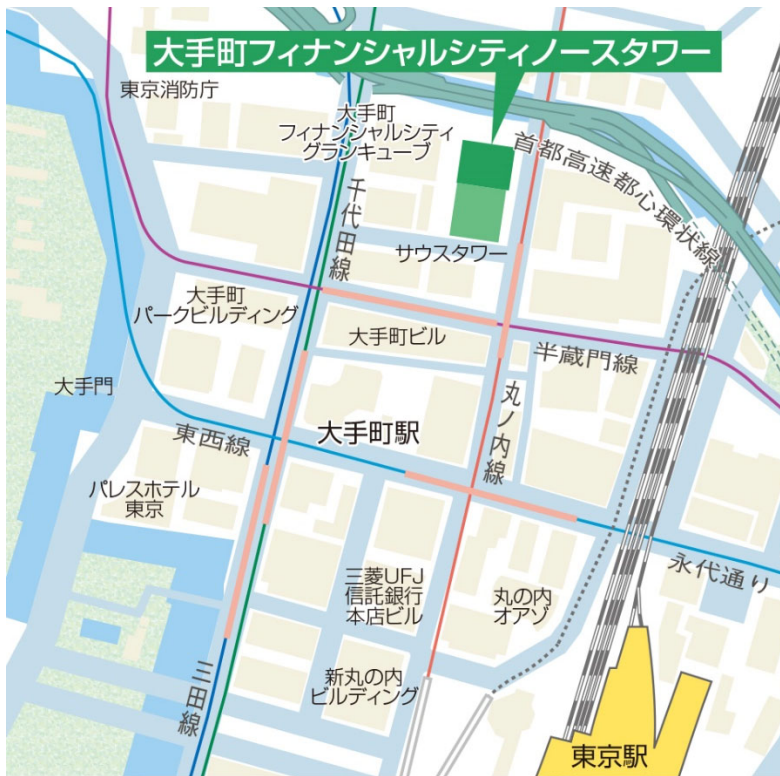 大手町フィナンシャルシティノースタワー
東京消防庁
大手町
フィナンシャルシティ
グランキューブ
首都高速都心環状線
千代田線
サウスタワー
大手町
パークビルディング
大手町ビル
半蔵門線
大手門
丸ノ内線
東西線
大手町駅
パレスホテル
東京
永代通り
三菱UFJ
信託銀行
本店ビル
丸の内
オアゾ
三田線
新丸の内
ビルディング
東京駅